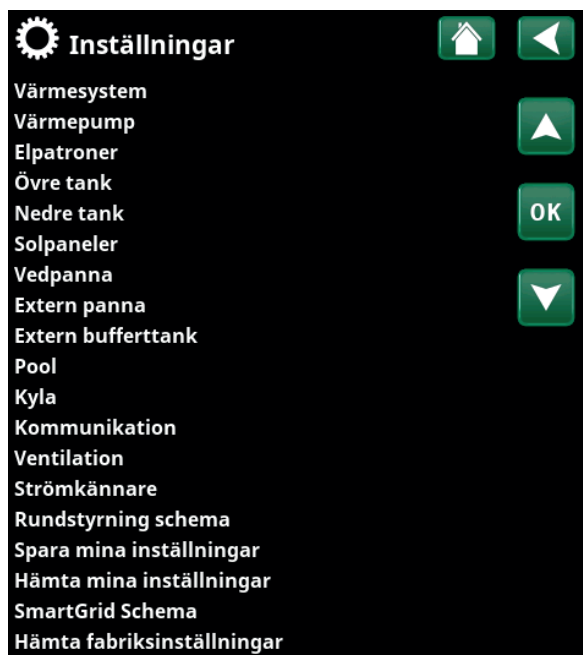 Inställningar
Värmesystem
Värmepump
Elpatroner
Övre tank
Nedre tank
OK
Solpaneler
Vedpanna
Extern panna
Extern bufferttank
Pool
Kyla
Kommunikation
Ventilation
Strömkännare
Rundstyrning schema
Spara mina inställningar
Hämta mina inställningar
SmartGrid Schema
Hämta fabriksinställningar